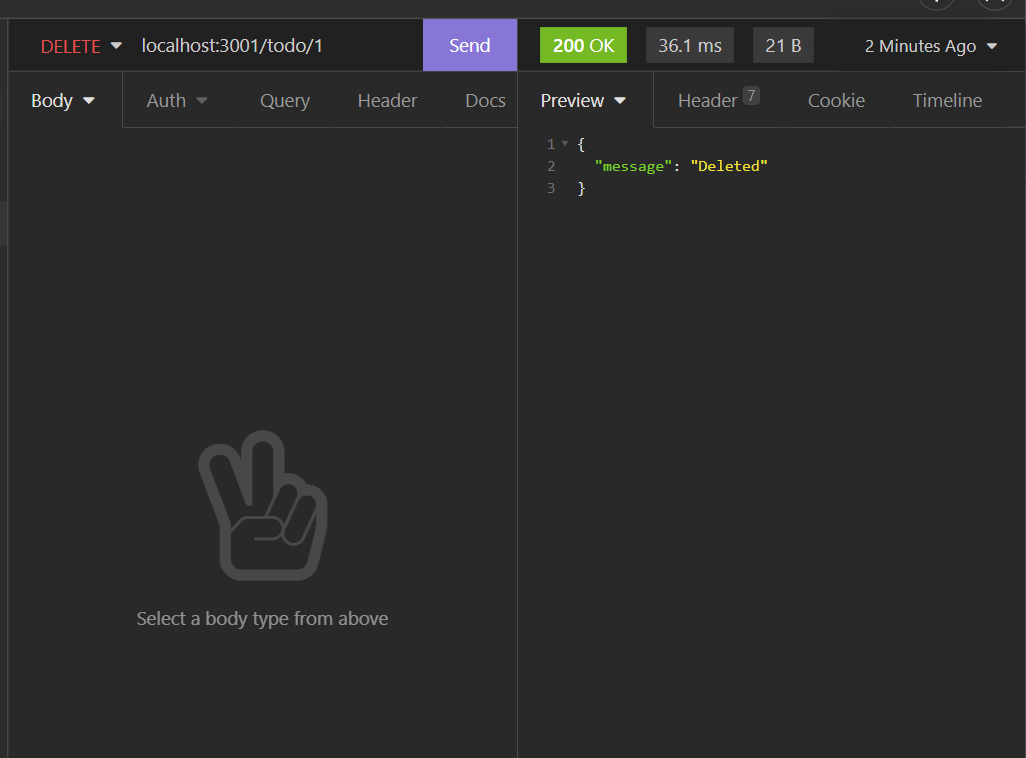 DELETE localhost:3001/todo/1 Send 200 OK 36.1 ms 21 B 2 Minutes Ago
Body Auth Query Header Docs Preview Header 7 Cookie Timeline
1 {
2 "message": "Deleted"
3 }
Select a body type from above